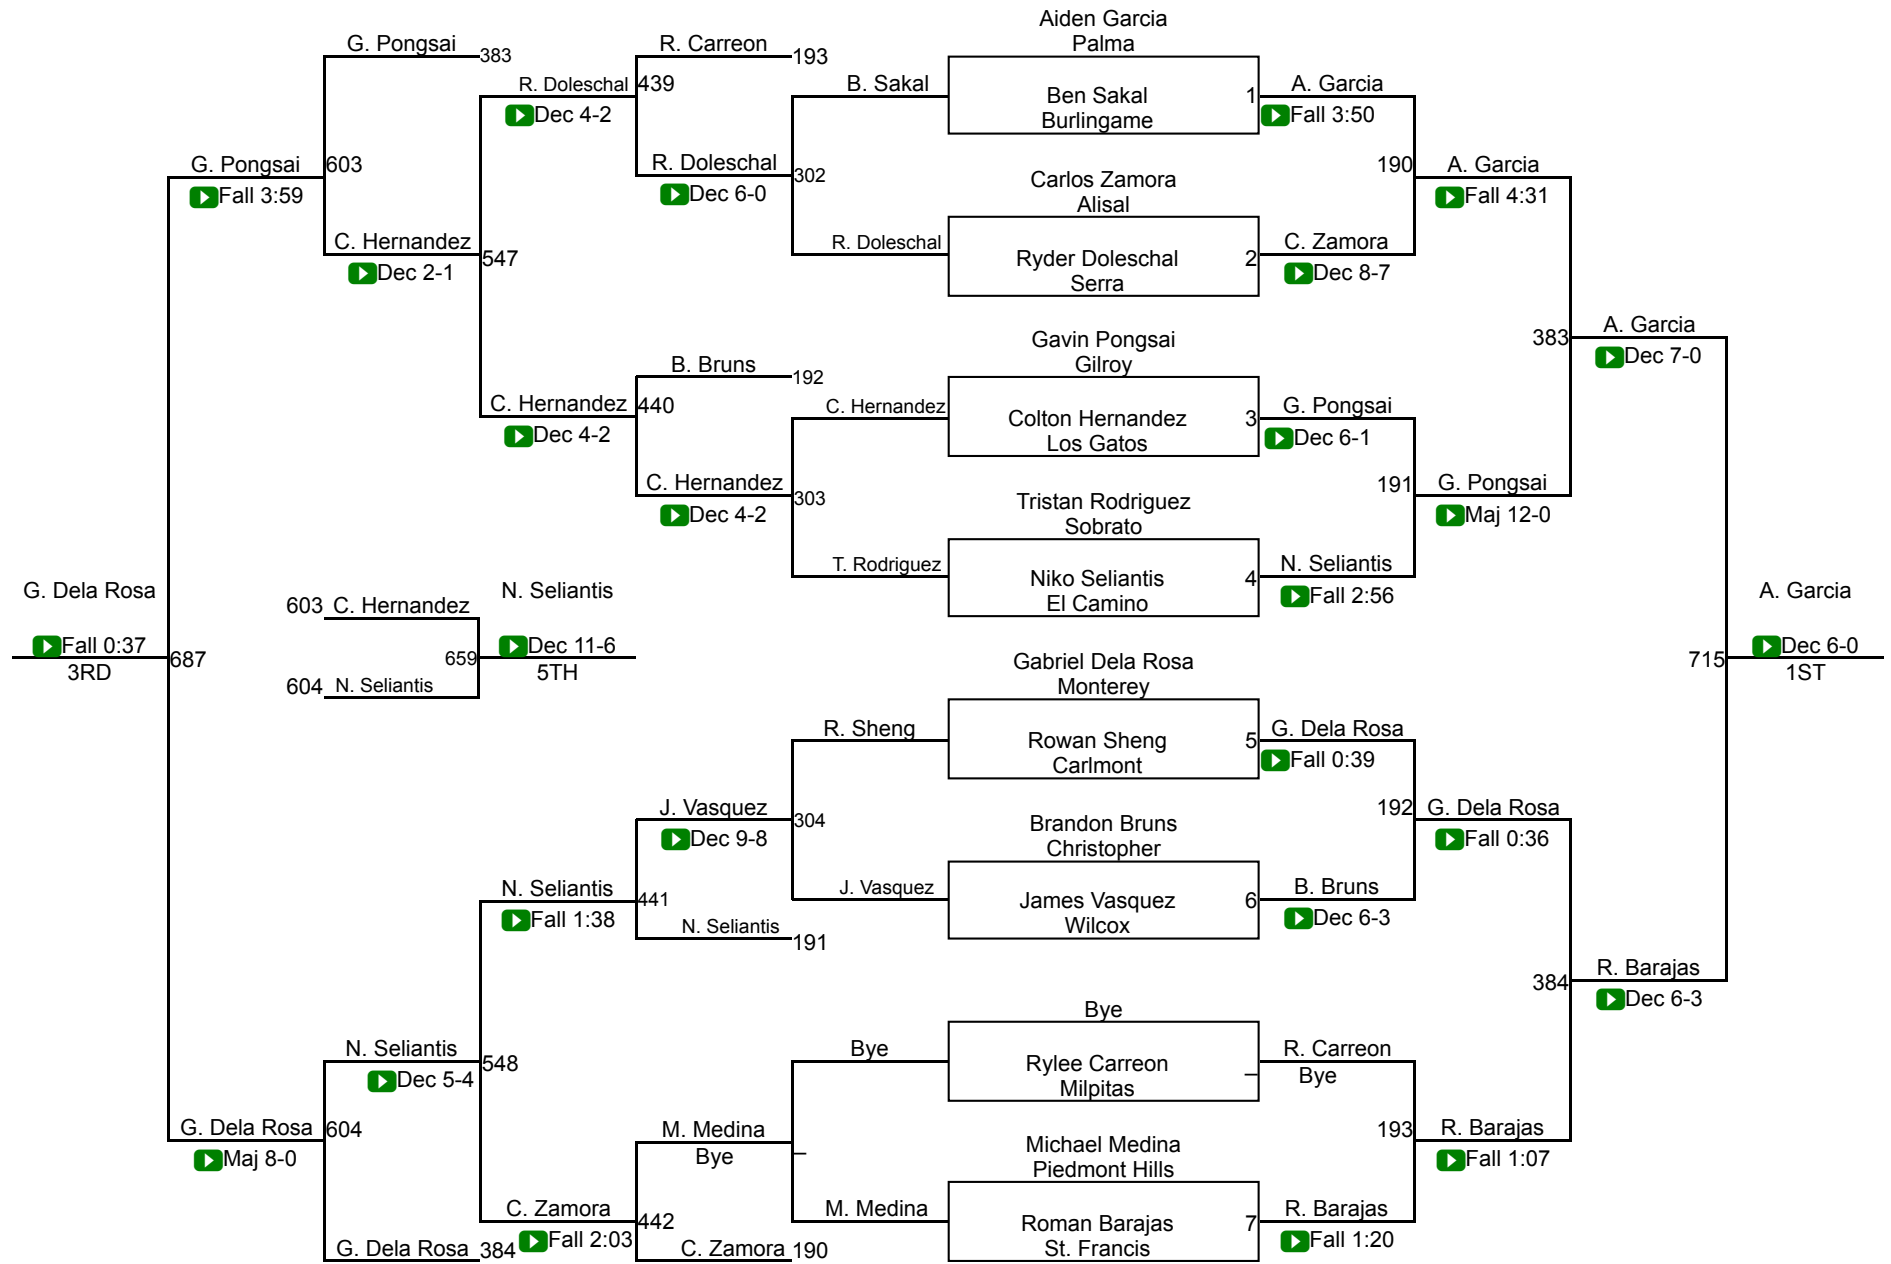 Aiden Garcia
Palma
G. Pongsai
383
R. Carreon
193
R. Doleschal
439
Dec 4-2
B. Sakal
Ben Sakal
Burlingame
1
A. Garcia
Fall 3:50
G. Pongsai
603
Fall 3:59
R. Doleschal
302
Dec 6-0
Carlos Zamora
Alisal
190
A. Garcia
Fall 4:31
C. Hernandez
547
Dec 2-1
R. Doleschal
Ryder Doleschal
Serra
2
C. Zamora
Dec 8-7
Gavin Pongsai
Gilroy
383
A. Garcia
Dec 7-0
B. Bruns
192
C. Hernandez
440
Dec 4-2
C. Hernandez
Colton Hernandez
Los Gatos
3
G. Pongsai
Dec 6-1
C. Hernandez
303
Dec 4-2
Tristan Rodriguez
Sobrato
191
G. Pongsai
Maj 12-0
T. Rodriguez
Niko Seliantis
El Camino
4
N. Seliantis
Fall 2:56
G. Dela Rosa
Fall 0:37
3RD
687
603
C. Hernandez
604
N. Seliantis
659
N. Seliantis
Dec 11-6
5TH
A. Garcia
715
Dec 6-0
1ST
Gabriel Dela Rosa
Monterey
R. Sheng
Rowan Sheng
Carlmont
5
G. Dela Rosa
Fall 0:39
J. Vasquez
304
Dec 9-8
Brandon Bruns
Christopher
192
G. Dela Rosa
Fall 0:36
N. Seliantis
441
Fall 1:38
J. Vasquez
James Vasquez
Wilcox
6
B. Bruns
Dec 6-3
N. Seliantis
191
384
R. Barajas
Dec 6-3
Bye
N. Seliantis
548
Dec 5-4
Bye
Rylee Carreon
Milpitas
–
R. Carreon
Bye
G. Dela Rosa
604
Maj 8-0
M. Medina
Bye
–
Michael Medina
Piedmont Hills
193
R. Barajas
Fall 1:07
C. Zamora
442
Fall 2:03
M. Medina
Roman Barajas
St. Francis
7
R. Barajas
Fall 1:20
G. Dela Rosa
384
C. Zamora
190